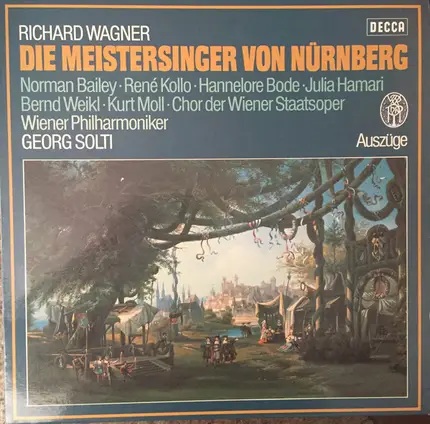 RICHARD WAGNER
DECCA
DIE MEISTERSINGER VON NÜRNBERG
Norman Bailey · René Kollo · Hannelore Bode · Julia Hamari
Bernd Weikl · Kurt Moll · Chor der Wiener Staatsoper
Wiener Philharmoniker
GEORG SOLTI
Auszüge